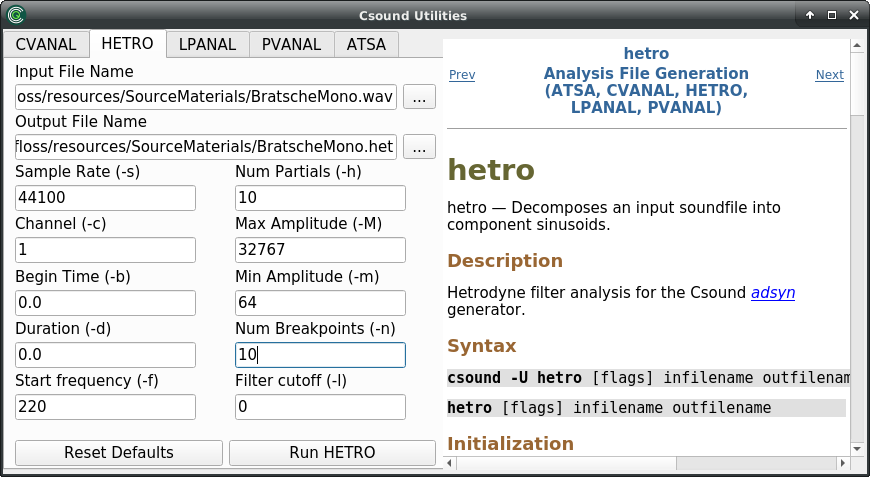 Csound Utilities
CVANAL HETRO LPANAL PVANAL ATSA
Input File Name
oss/resources/SourceMaterials/BratscheMono.wav ...
Output File Name
floss/resources/SourceMaterials/BratscheMono.het ...
Sample Rate (-s) Num Partials (-h)
44100 10
Channel (-c) Max Amplitude (-M)
1 32767
Begin Time (-b) Min Amplitude (-m)
0.0 64
Duration (-d) Num Breakpoints (-n)
0.0 10
Start frequency (-f) Filter cutoff (-l)
220 0
Reset Defaults Run HETRO
hetro
Prev Analysis File Generation Next
(ATSA, CVANAL, HETRO,
LPANAL, PVANAL)
hetro
hetro — Decomposes an input soundfile into
component sinusoids.
Description
Hetrodyne filter analysis for the Csound adsyn
generator.
Syntax
csound -U hetro [flags] infilename outfilenam
hetro [flags] infilename outfilename
Initialization